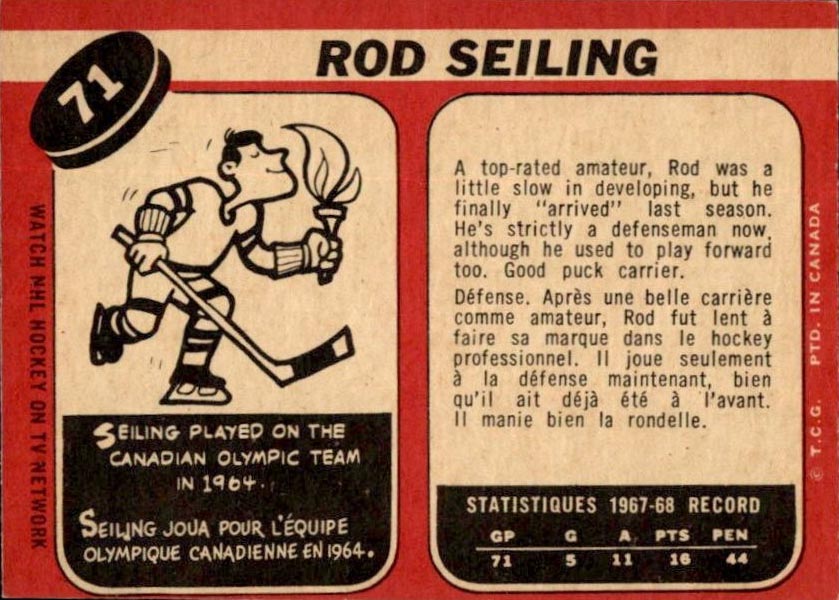 71
ROD SEILING
WATCH NHL HOCKEY ON TV NETWORK
SEILING PLAYED ON THE
CANADIAN OLYMPIC TEAM
IN 1964.
SEILING JOUA POUR L'ÉQUIPE
OLYMPIQUE CANADIENNE EN 1964.
A top-rated amateur, Rod was a
little slow in developing, but he
finally "arrived" last season.
He's strictly a defenseman now,
although he used to play forward
too. Good puck carrier.
Défense. Après une belle carrière
comme amateur, Rod fut lent à
faire sa marque dans le hockey
professionnel. Il joue seulement
à la défense maintenant, bien
qu'il ait déjà été à l'avant.
Il manie bien la rondelle.
STATISTIQUES 1967-68 RECORD
GP G A PTS PEN
71 5 11 16 44
© T.C.G. PTD. IN CANADA